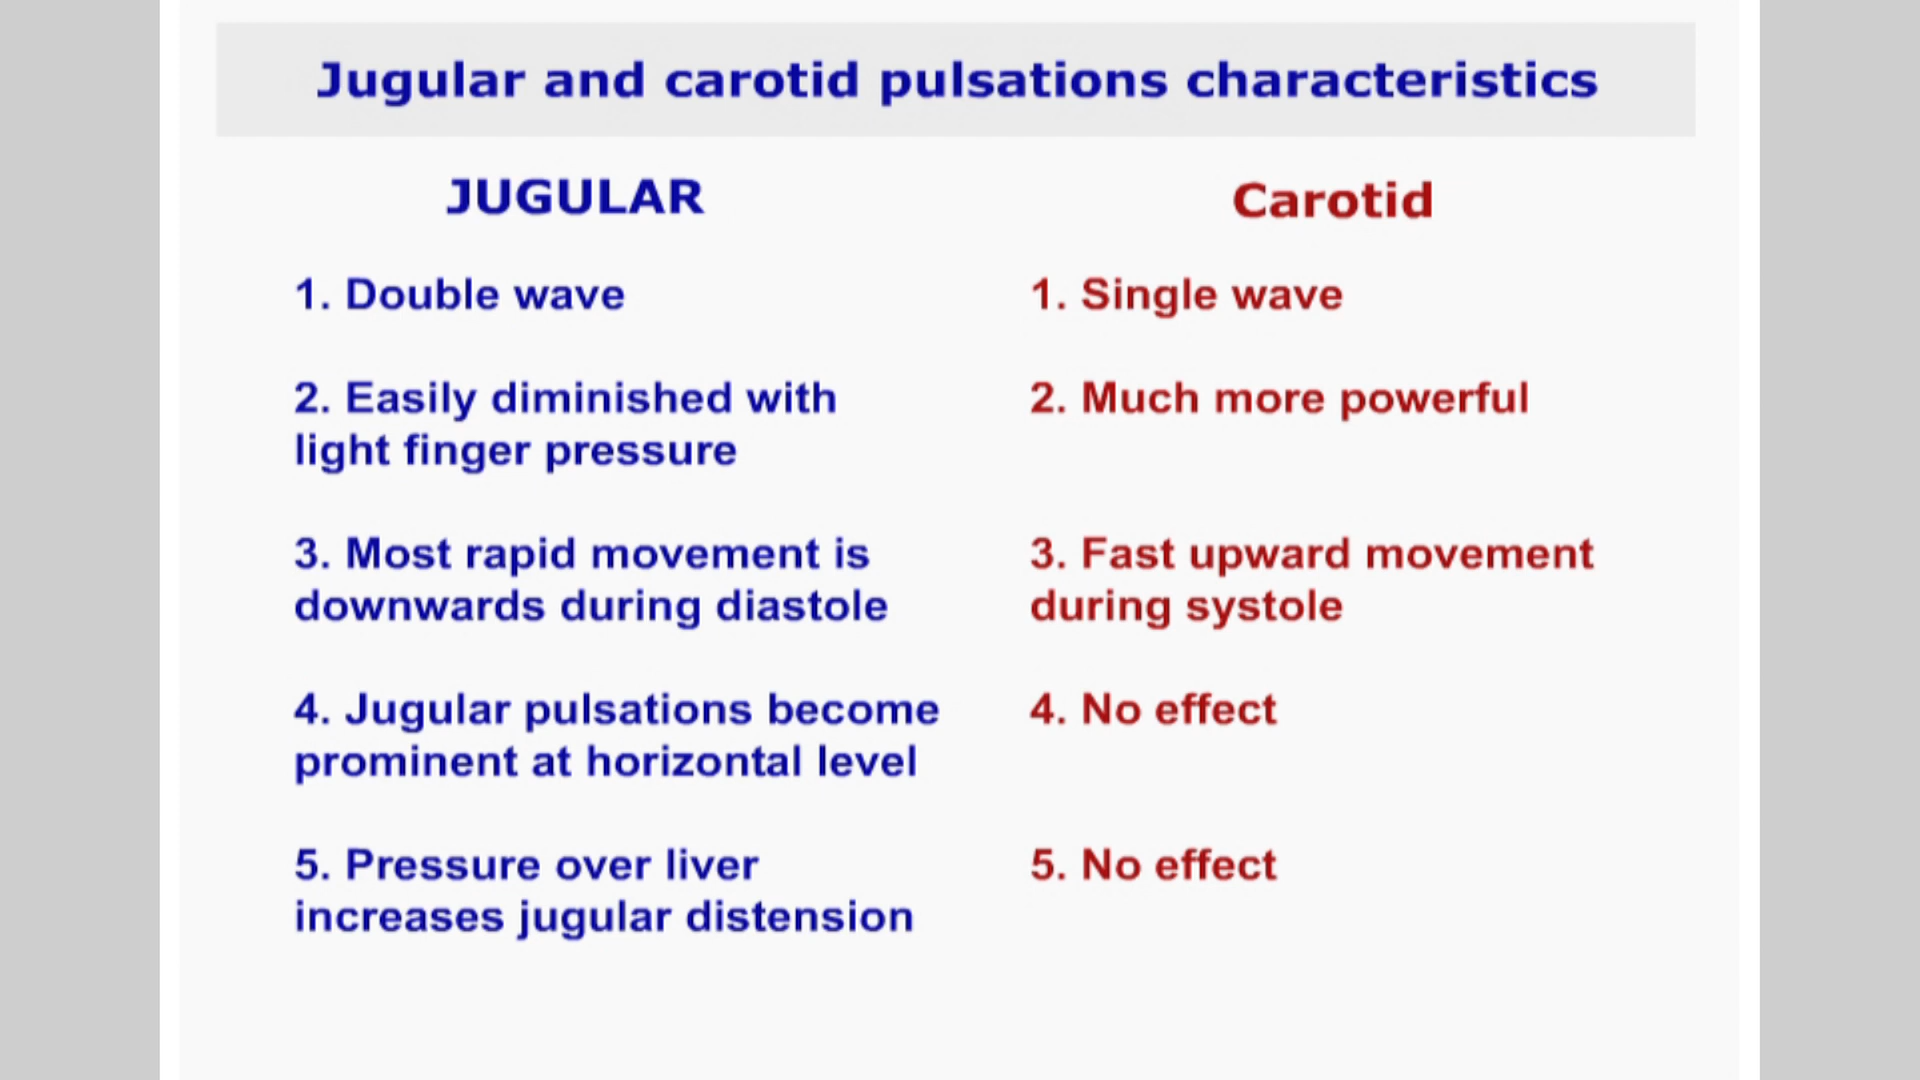 Jugular and carotid pulsations characteristics
JUGULAR
1. Double wave
2. Easily diminished with
light finger pressure
3. Most rapid movement is
downwards during diastole
4. Jugular pulsations become
prominent at horizontal level
5. Pressure over liver
increases jugular distension
Carotid
1. Single wave
2. Much more powerful
3. Fast upward movement
during systole
4. No effect
5. No effect